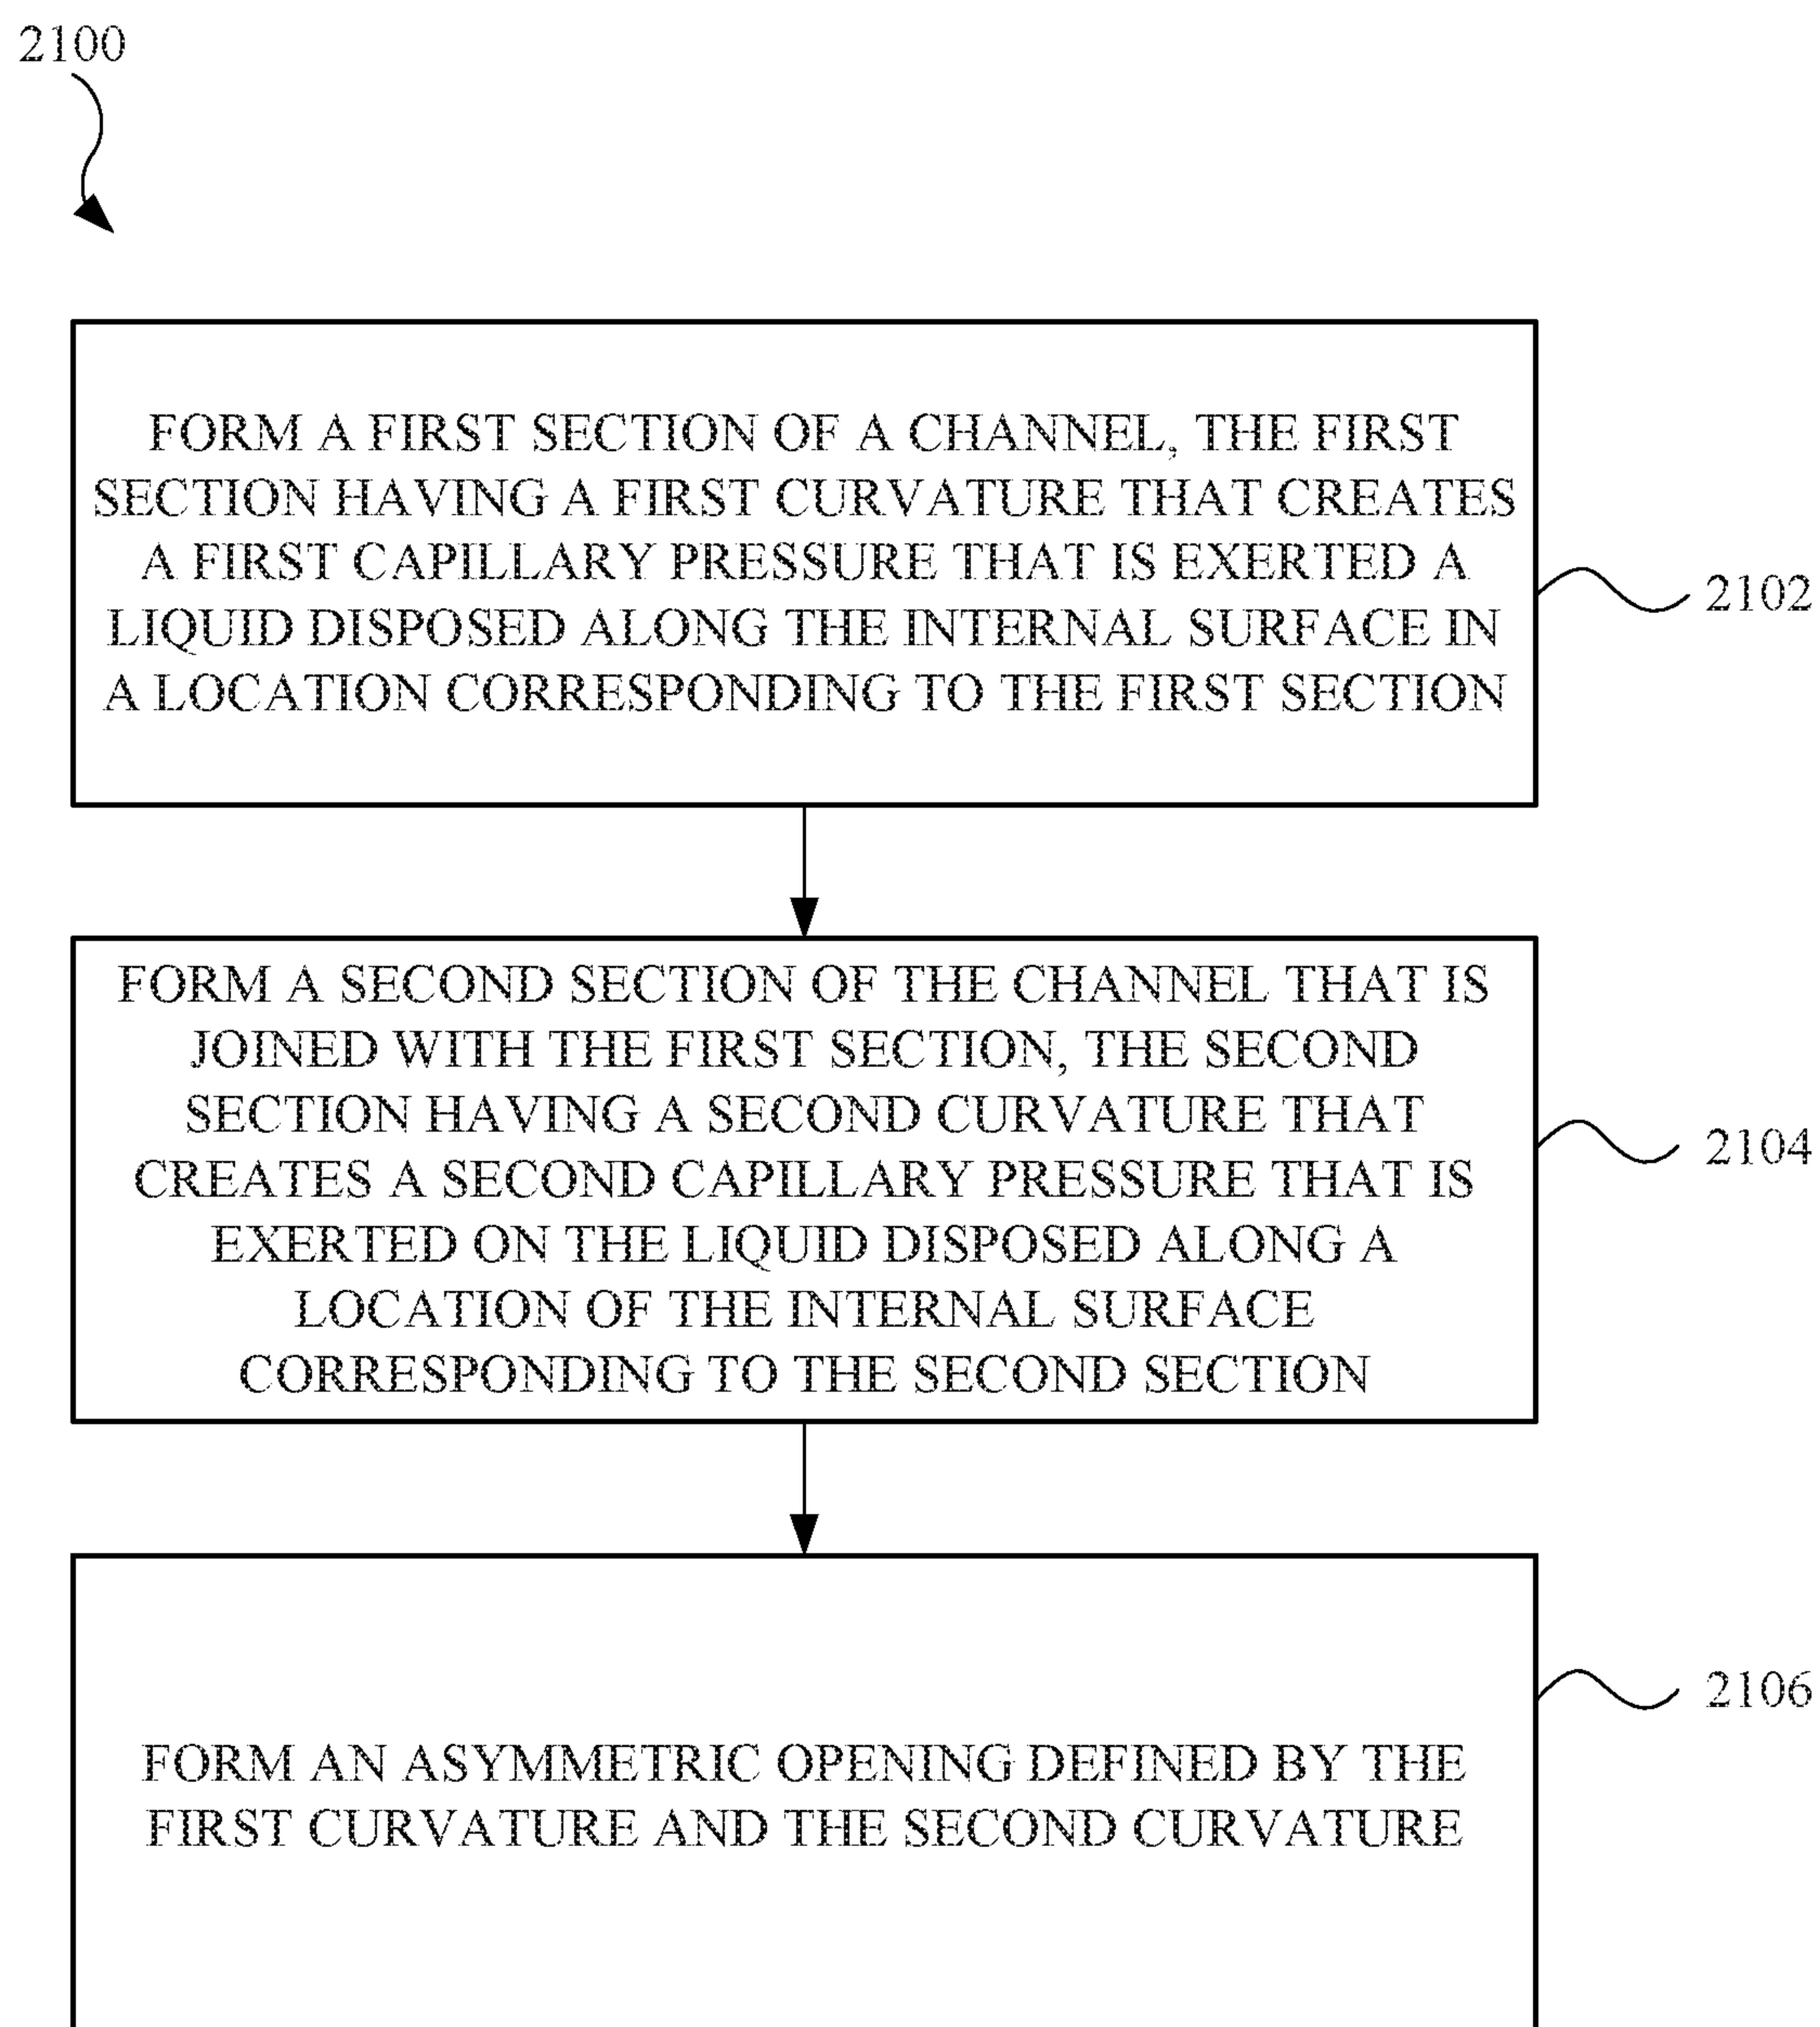 2100
FORM A FIRST SECTION OF A CHANNEL, THE FIRST
SECTION HAVING A FIRST CURVATURE THAT CREATES
A FIRST CAPILLARY PRESSURE THAT IS EXERTED A
LIQUID DISPOSED ALONG THE INTERNAL SURFACE IN
A LOCATION CORRESPONDING TO THE FIRST SECTION
2102
FORM A SECOND SECTION OF THE CHANNEL THAT IS
JOINED WITH THE FIRST SECTION, THE SECOND
SECTION HAVING A SECOND CURVATURE THAT
CREATES A SECOND CAPILLARY PRESSURE THAT IS
EXERTED ON THE LIQUID DISPOSED ALONG A
LOCATION OF THE INTERNAL SURFACE
CORRESPONDING TO THE SECOND SECTION
2104
FORM AN ASYMMETRIC OPENING DEFINED BY THE
FIRST CURVATURE AND THE SECOND CURVATURE
2106